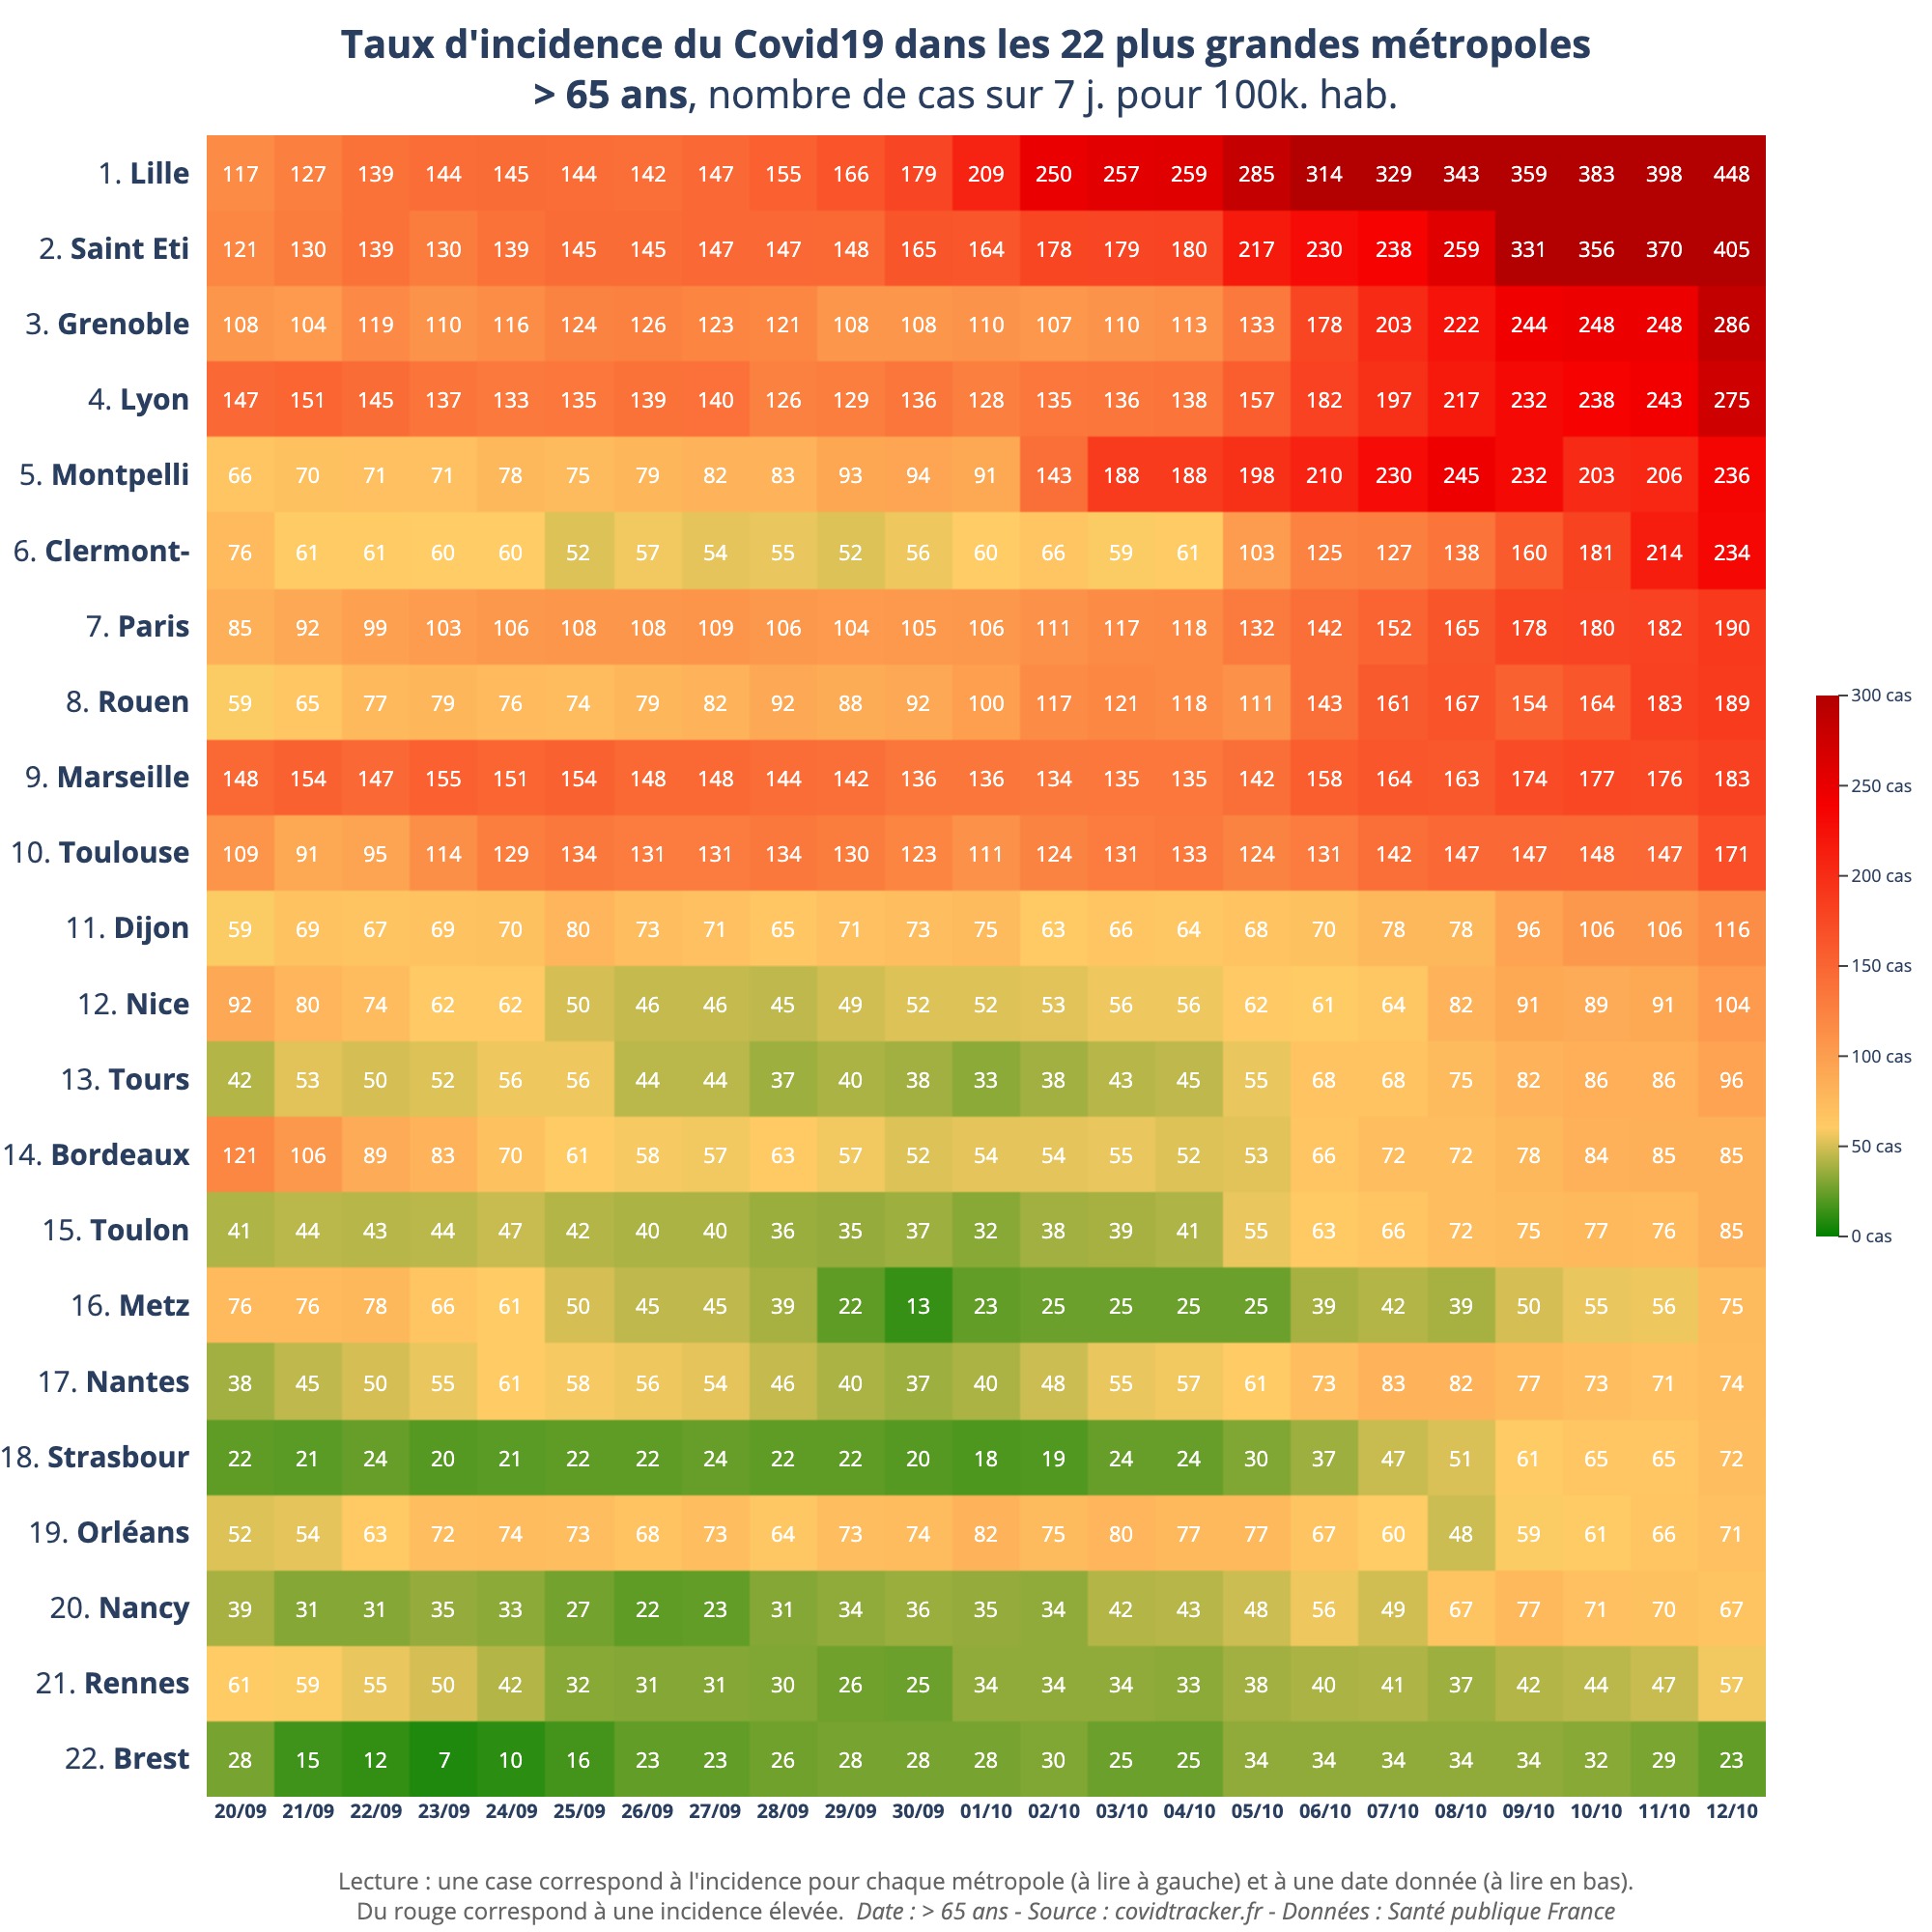 Taux d'incidence du Covid19 dans les 22 plus grandes métropoles
> 65 ans, nombre de cas sur 7 j. pour 100k. hab.
1. Lille 117 127 139 144 145 144 142 147 155 166 179 209 250 257 259 285 314 329 343 359 383 398 448
2. Saint Eti 121 130 139 130 139 145 145 147 147 148 165 164 178 179 180 217 230 238 259 331 356 370 405
3. Grenoble 108 104 119 110 116 124 126 123 121 108 108 110 107 110 113 133 178 203 222 244 248 248 286
4. Lyon 147 151 145 137 133 135 139 140 126 129 136 128 135 136 138 157 182 197 217 232 238 243 275
5. Montpelli 66 70 71 71 78 75 79 82 83 93 94 91 143 188 188 198 210 230 245 232 203 206 236
6. Clermont- 76 61 61 60 60 52 57 54 55 52 56 60 66 59 61 103 125 127 138 160 181 214 234
7. Paris 85 92 99 103 106 108 108 109 106 104 105 106 111 117 118 132 142 152 165 178 180 182 190
8. Rouen 59 65 77 79 76 74 79 82 92 88 92 100 117 121 118 111 143 161 167 154 164 183 189
9. Marseille 148 154 147 155 151 154 148 148 144 142 136 136 134 135 135 142 158 164 163 174 177 176 183
10. Toulouse 109 91 95 114 129 134 131 131 134 130 123 111 124 131 133 124 131 142 147 147 148 147 171
11. Dijon 59 69 67 69 70 80 73 71 65 71 73 75 63 66 64 68 70 78 78 96 106 106 116
12. Nice 92 80 74 62 62 50 46 46 45 49 52 52 53 56 56 62 61 64 82 91 89 91 104
13. Tours 42 53 50 52 56 56 44 44 37 40 38 33 38 43 45 55 68 68 75 82 86 86 96
14. Bordeaux 121 106 89 83 70 61 58 57 63 57 52 54 54 55 52 53 66 72 72 78 84 85 85
15. Toulon 41 44 43 44 47 42 40 40 36 35 37 32 38 39 41 55 63 66 72 75 77 76 85
16. Metz 76 76 78 66 61 50 45 45 39 22 13 23 25 25 25 25 39 42 39 50 55 56 75
17. Nantes 38 45 50 55 61 58 56 54 46 40 37 40 48 55 57 61 73 83 82 77 73 71 74
18. Strasbour 22 21 24 20 21 22 22 24 22 22 20 18 19 24 24 30 37 47 51 61 65 65 72
19. Orléans 52 54 63 72 74 73 68 73 64 73 74 82 75 80 77 77 67 60 48 59 61 66 71
20. Nancy 39 31 31 35 33 27 22 23 31 34 36 35 34 42 43 48 56 49 67 77 71 70 67
21. Rennes 61 59 55 50 42 32 31 31 30 26 25 34 34 34 33 38 40 41 37 42 44 47 57
22. Brest 28 15 12 7 10 16 23 23 26 28 28 28 30 25 25 34 34 34 34 34 32 29 23
20/09 21/09 22/09 23/09 24/09 25/09 26/09 27/09 28/09 29/09 30/09 01/10 02/10 03/10 04/10 05/10 06/10 07/10 08/10 09/10 10/10 11/10 12/10
300 cas
250 cas
200 cas
150 cas
100 cas
50 cas
0 cas
Lecture : une case correspond à l'incidence pour chaque métropole (à lire à gauche) et à une date donnée (à lire en bas).
Du rouge correspond à une incidence élevée. Date : > 65 ans - Source : covidtracker.fr - Données : Santé publique France